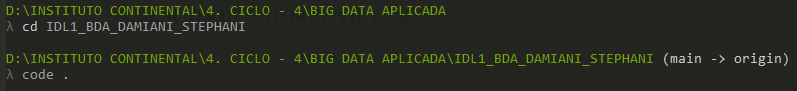 D:\INSTITUTO CONTINENTAL\4. CICLO - 4\BIG DATA APLICADA
λ cd IDL1_BDA_DAMIANI_STEPHANI
D:\INSTITUTO CONTINENTAL\4. CICLO - 4\BIG DATA APLICADA\IDL1_BDA_DAMIANI_STEPHANI (main -> origin)
λ code .